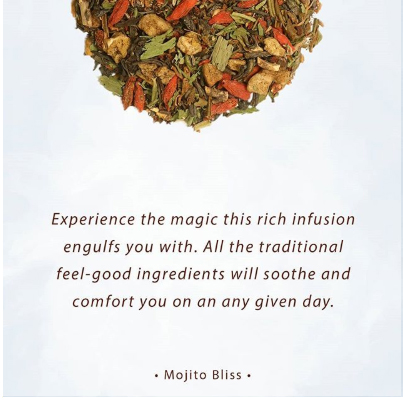 Experience the magic this rich infusion
engulfs you with. All the traditional
feel-good ingredients will soothe and
comfort you on an any given day.
• Mojito Bliss •